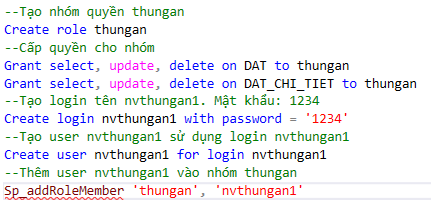 --Tạo nhóm quyền thungan
Create role thungan
--Cấp quyền cho nhóm
Grant select, update, delete on DAT to thungan
Grant select, update, delete on DAT_CHI_TIET to thungan
--Tạo login tên nvthungan1. Mật khẩu: 1234
Create login nvthungan1 with password = '1234'
--Tạo user nvthungan1 sử dụng login nvthungan1
Create user nvthungan1 for login nvthungan1
--Thêm user nvthungan1 vào nhóm thungan
Sp_addRoleMember 'thungan', 'nvthungan1'